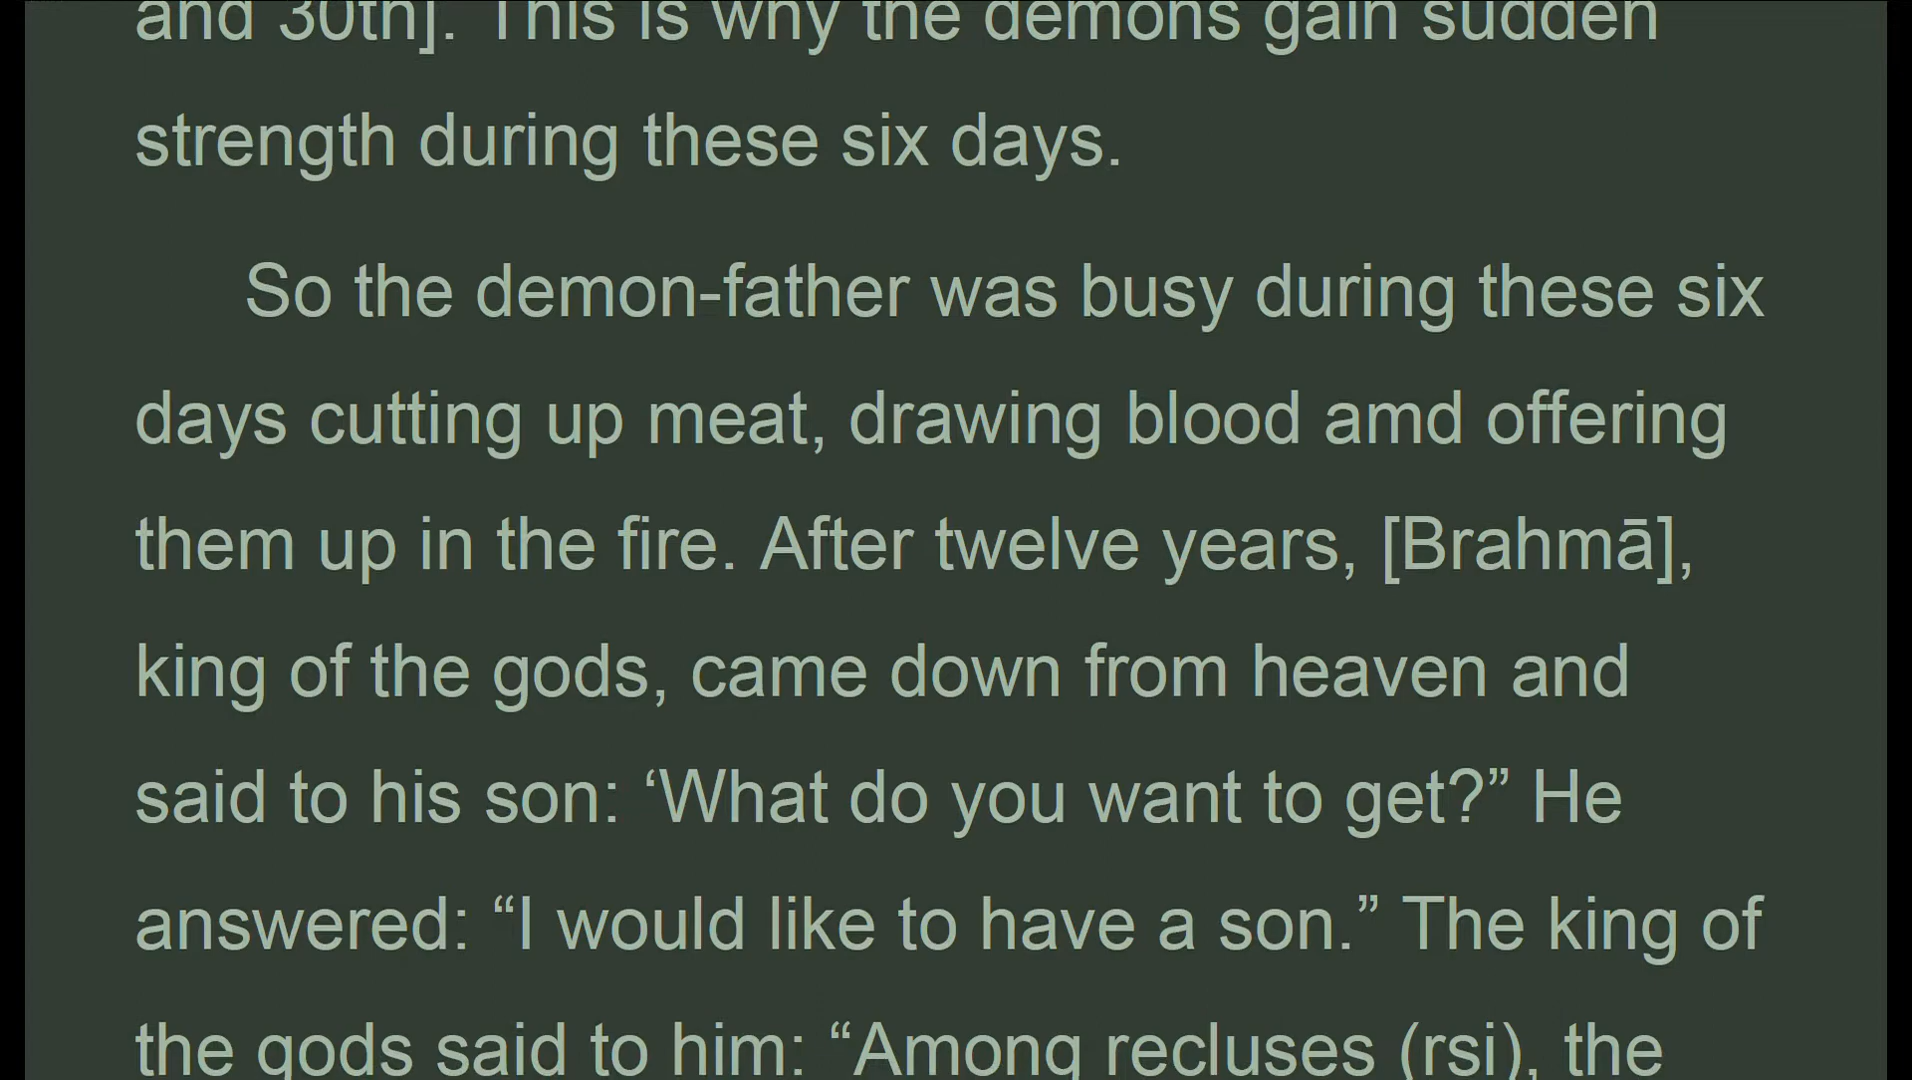 and 30th]. This is why the demons gain sudden
strength during these six days.
So the demon-father was busy during these six
days cutting up meat, drawing blood amd offering
them up in the fire. After twelve years, [Brahmā],
king of the gods, came down from heaven and
said to his son: ‘What do you want to get?” He
answered: “I would like to have a son.” The king of
the gods said to him: “Among recluses (rsi), the